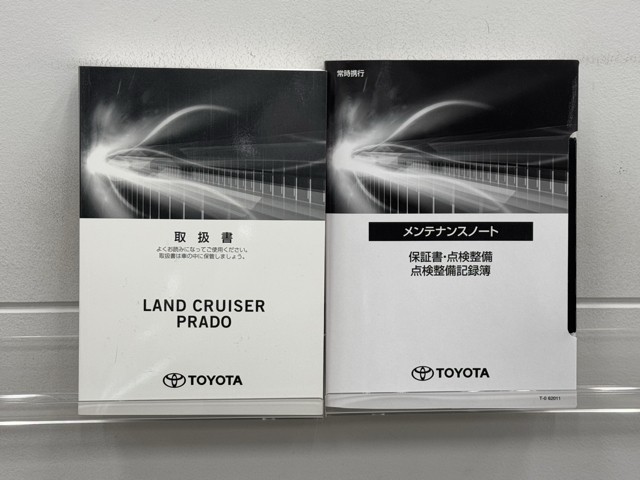 取扱書
よくお読みになってご使用ください。
取扱書は車の中に保管しましょう。
LAND CRUISER
PRADO
TOYOTA
常時携行
メンテナンスノート
保証書・点検整備
点検整備記録簿
TOYOTA